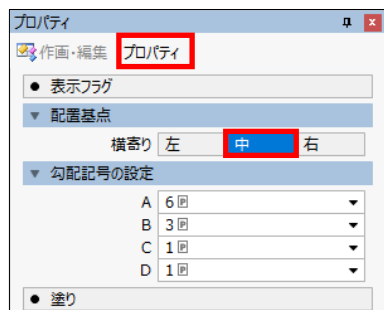 プロパティ
作画・編集 プロパティ
● 表示フラグ
▼ 配置基点
横寄り 左 中 右
▼ 勾配記号の設定
A 6 P
B 3 P
C 1 P
D 1 P
● 塗り